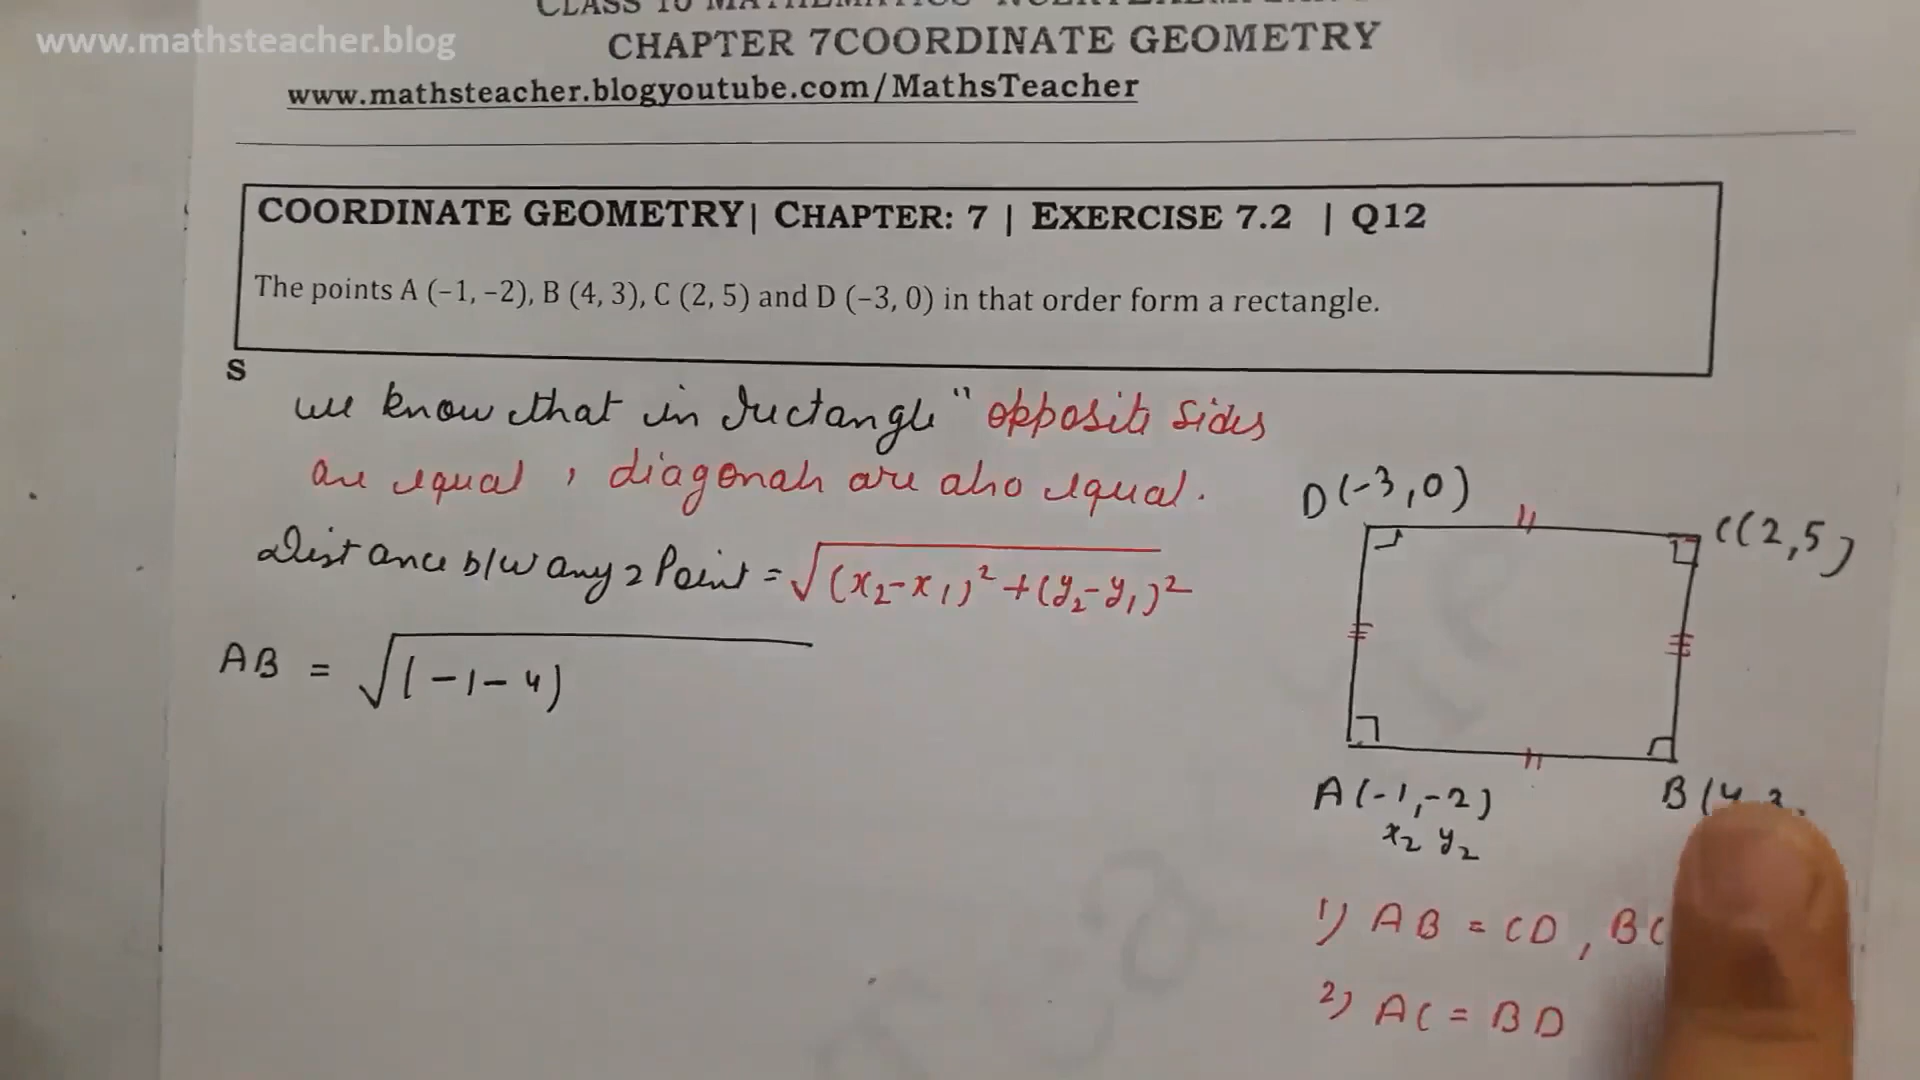 www.mathsteacher.blog
CHAPTER 7COORDINATE GEOMETRY
www.mathsteacher.blogyoutube.com/MathsTeacher
COORDINATE GEOMETRY| CHAPTER: 7 | EXERCISE 7.2 | Q12
The points A (−1, −2), B (4, 3), C (2, 5) and D (−3, 0) in that order form a rectangle.
S
we know that in rectangle "opposite sides
are equal, diagonals are also equal.
Distance b/w any 2 Point = √(x₂-x₁)² + (y₂-y₁)²
AB = √(-1-4)
D(-3,0)
C(2,5)
A(-1,-2)
B(4
x₂ y₂
1) AB = CD, BC
2) AC = BD